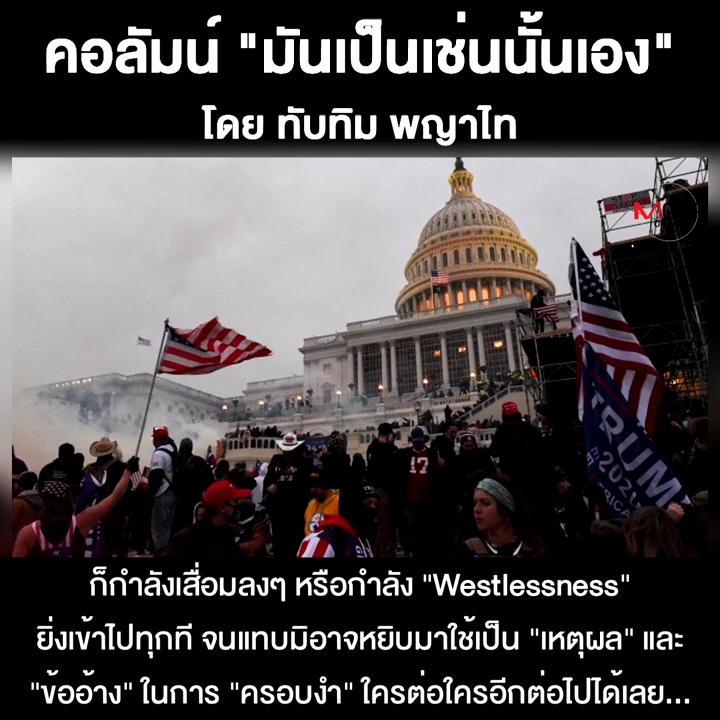 คอลัมน์ "มันเป็นเช่นนั้นเอง"
โดย ทับทิม พญาไท
M
TRUMP
2020
17
ก็กำลังเสื่อมลงๆ หรือกำลัง "Westlessness"
ยิ่งเข้าไปทุกที จนแทบมิอาจหยิบมาใช้เป็น "เหตุผล" และ
"ข้ออ้าง" ในการ "ครอบงำ" ใครต่อใครอีกต่อไปได้เลย...